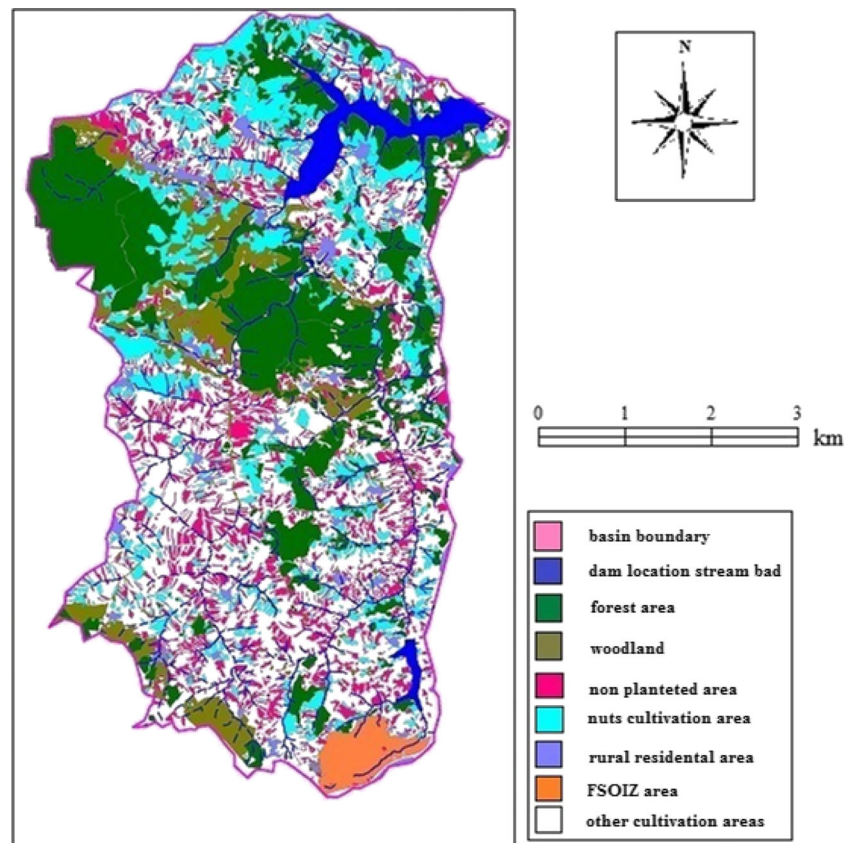 N
0 1 2 3
km
basin boundary
dam location stream bad
forest area
woodland
non planteted area
nuts cultivation area
rural residental area
FSOIZ area
other cultivation areas